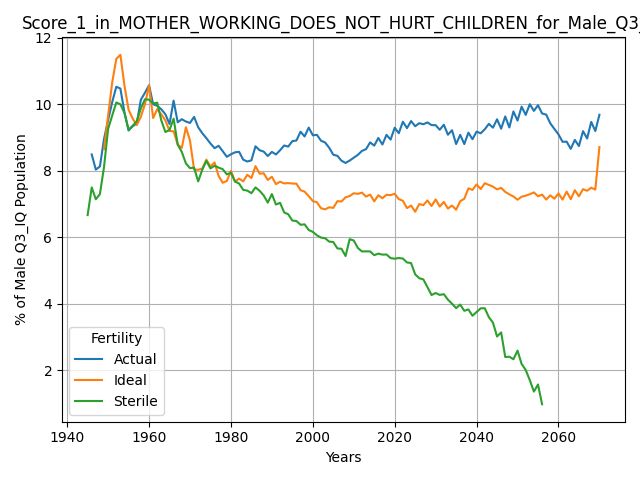 Score_1_in_MOTHER_WORKING_DOES_NOT_HURT_CHILDREN_for_Male_Q3_
12
10
8
6
4
2
% of Male Q3_IQ Population
Fertility
Actual
Ideal
Sterile
1940 1960 1980 2000 2020 2040 2060
Years